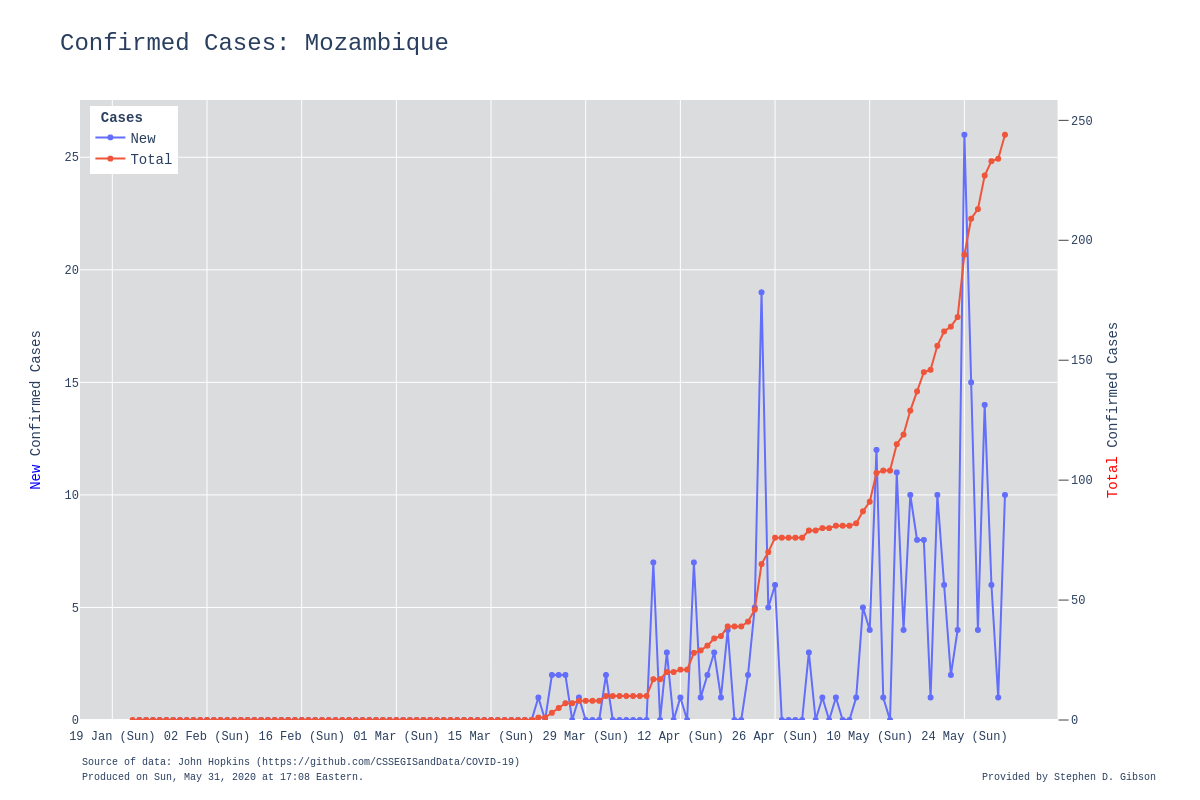 Confirmed Cases: Mozambique
Cases
New
Total
25
20
15
10
5
0
250
200
150
100
50
0
New Confirmed Cases
Total Confirmed Cases
19 Jan (Sun) 02 Feb (Sun) 16 Feb (Sun) 01 Mar (Sun) 15 Mar (Sun) 29 Mar (Sun) 12 Apr (Sun) 26 Apr (Sun) 10 May (Sun) 24 May (Sun)
Source of data: John Hopkins (https://github.com/CSSEGISandData/COVID-19)
Produced on Sun, May 31, 2020 at 17:08 Eastern.
Provided by Stephen D. Gibson